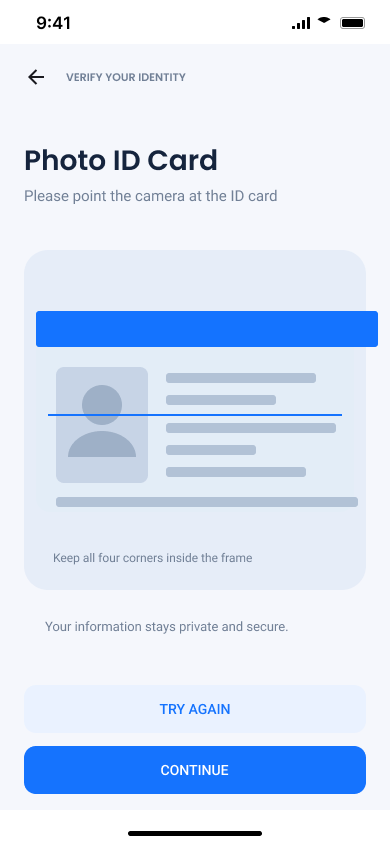 9:41
VERIFY YOUR IDENTITY
Photo ID Card
Please point the camera at the ID card
Keep all four corners inside the frame
Your information stays private and secure.
TRY AGAIN
CONTINUE